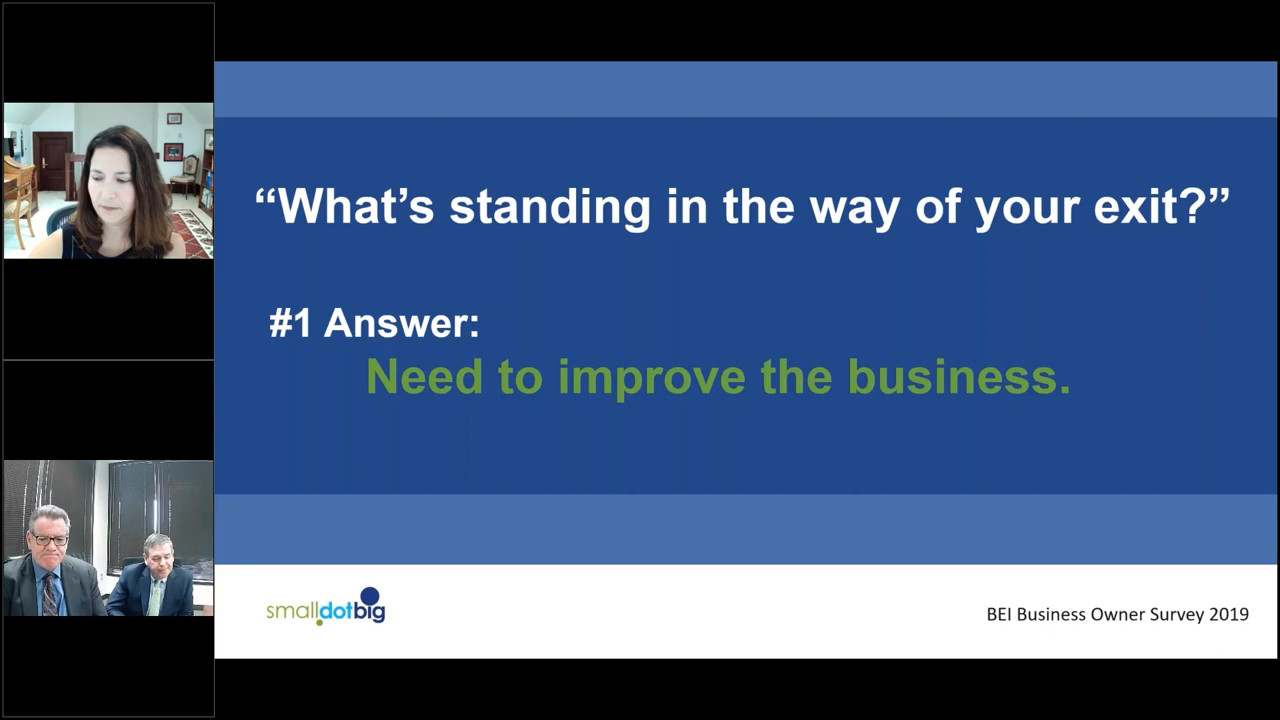 “What’s standing in the way of your exit?”
#1 Answer:
Need to improve the business.
smalldotbig
BEI Business Owner Survey 2019